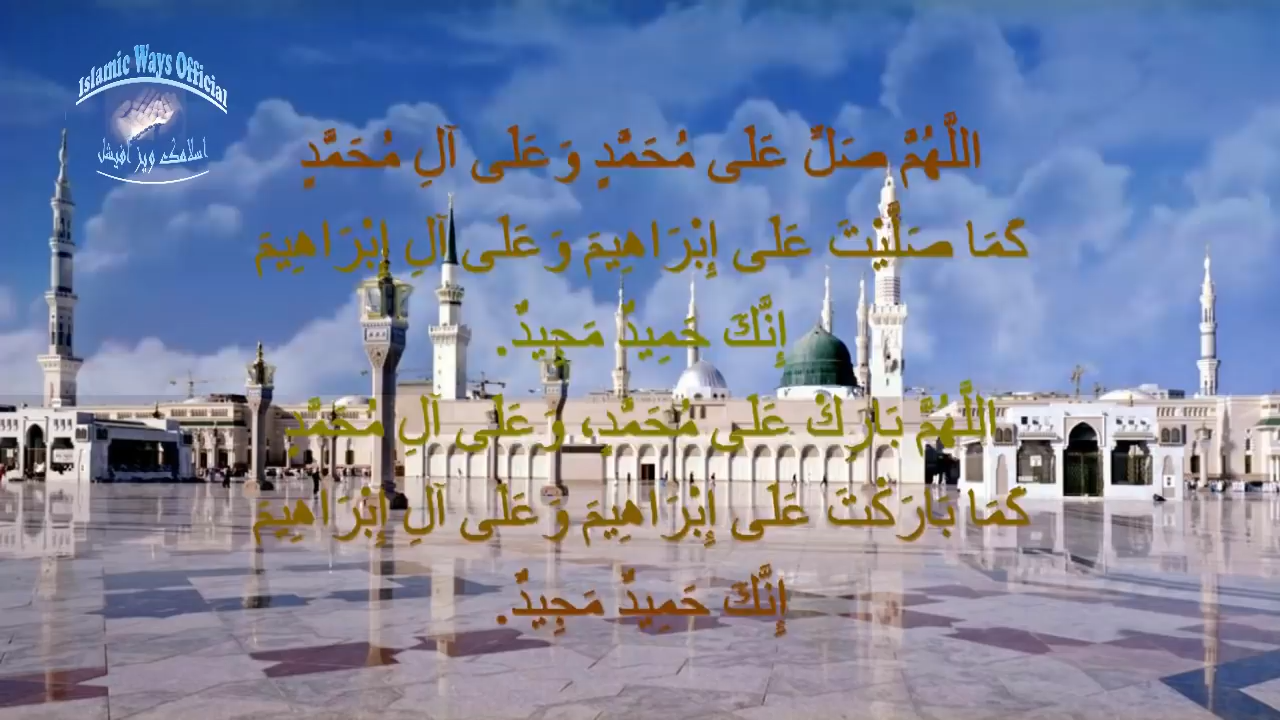 Islamic Ways Official
اسلامک ویز آفیشل
اللَّهُمَّ صَلِّ عَلَى مُحَمَّدٍ وَعَلَى آلِ مُحَمَّدٍ
كَمَا صَلَّيْتَ عَلَى إِبْرَاهِيمَ وَعَلَى آلِ إِبْرَاهِيمَ
إِنَّكَ حَمِيدٌ مَجِيدٌ.
اللَّهُمَّ بَارِكْ عَلَى مُحَمَّدٍ، وَعَلَى آلِ مُحَمَّدٍ
كَمَا بَارَكْتَ عَلَى إِبْرَاهِيمَ وَعَلَى آلِ إِبْرَاهِيمَ
إِنَّكَ حَمِيدٌ مَجِيدٌ.